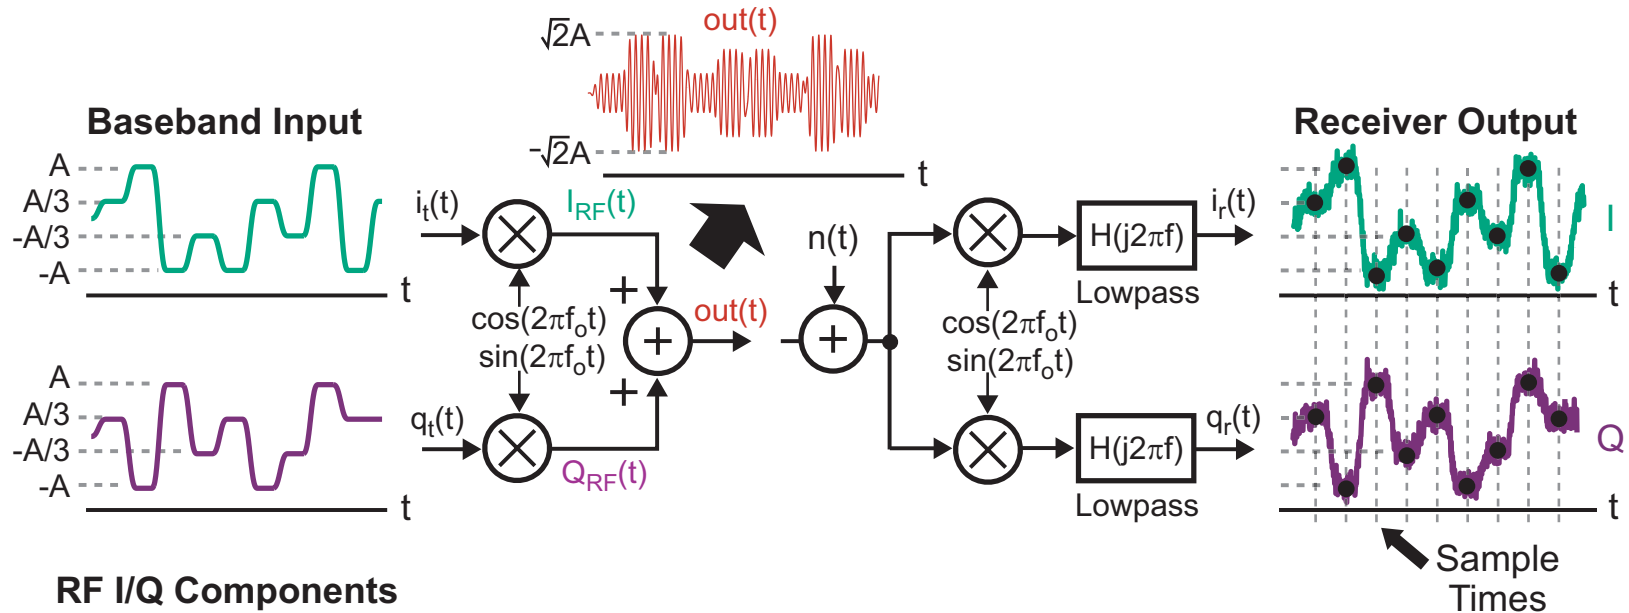 √2A
out(t)
-√2A
t
Baseband Input
A
A/3
-A/3
-A
t
i_t(t)
I_RF(t)
cos(2πf_ot)
sin(2πf_ot)
+
+
+
out(t)
A
A/3
-A/3
-A
t
q_t(t)
Q_RF(t)
n(t)
+
cos(2πf_ot)
sin(2πf_ot)
H(j2πf)
Lowpass
i_r(t)
H(j2πf)
Lowpass
q_r(t)
Receiver Output
I
t
Q
t
Sample
Times
RF I/Q Components